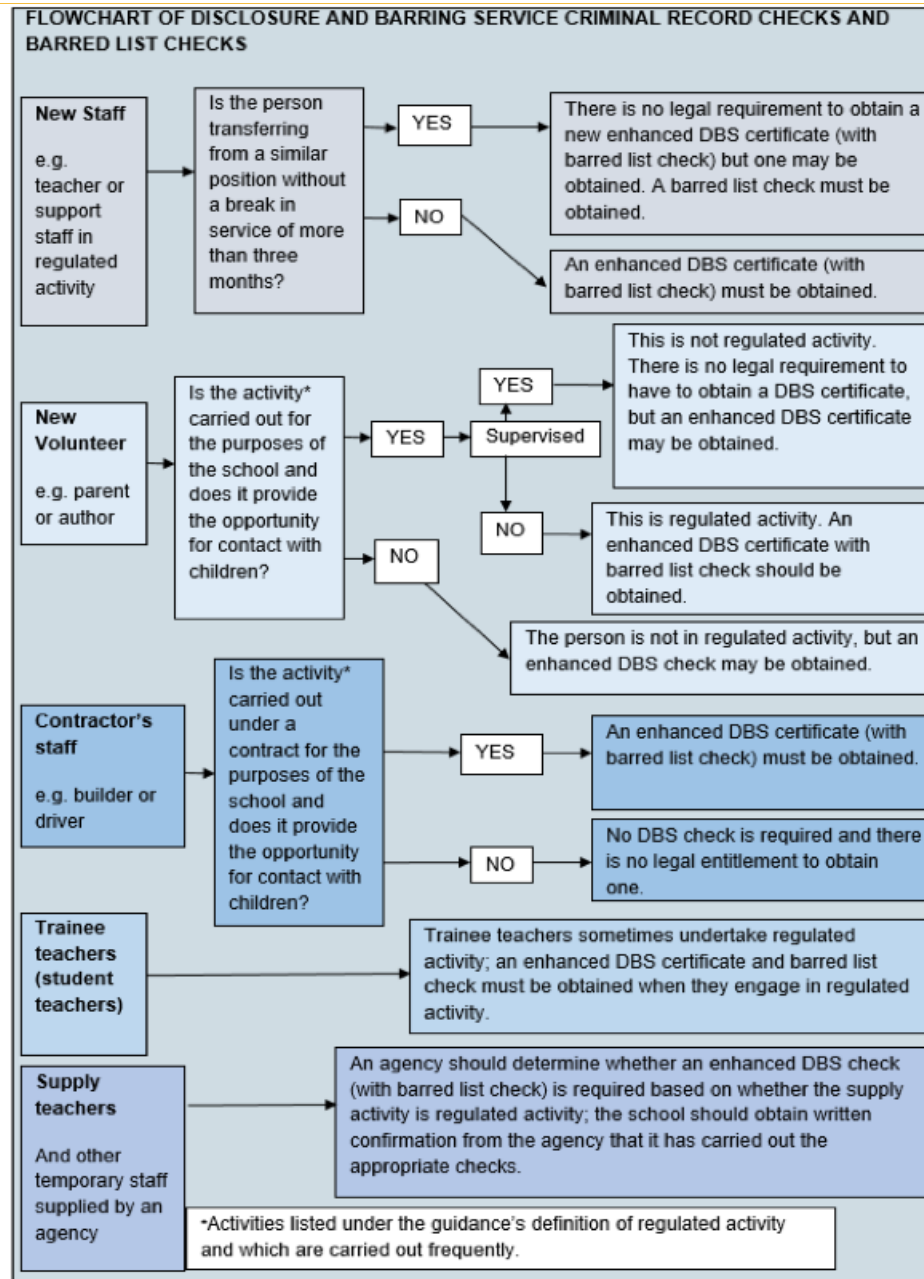 FLOWCHART OF DISCLOSURE AND BARRING SERVICE CRIMINAL RECORD CHECKS AND
BARRED LIST CHECKS
New Staff
e.g.
teacher or
support
staff in
regulated
activity
Is the person
transferring
from a similar
position without
a break in
service of more
than three
months?
YES
There is no legal requirement to obtain a
new enhanced DBS certificate (with
barred list check) but one may be
obtained. A barred list check must be
obtained.
NO
An enhanced DBS certificate (with
barred list check) must be obtained.
New
Volunteer
e.g. parent
or author
Is the activity*
carried out for
the purposes of
the school and
does it provide
the opportunity
for contact with
children?
YES
Supervised
YES
This is not regulated activity.
There is no legal requirement to
have to obtain a DBS certificate,
but an enhanced DBS certificate
may be obtained.
NO
This is regulated activity. An
enhanced DBS certificate with
barred list check should be
obtained.
NO
The person is not in regulated activity, but an
enhanced DBS check may be obtained.
Contractor's
staff
e.g. builder or
driver
Is the activity*
carried out
under a
contract for the
purposes of the
school and
does it provide
the opportunity
for contact with
children?
YES
An enhanced DBS certificate (with
barred list check) must be obtained.
NO
No DBS check is required and there
is no legal entitlement to obtain
one.
Trainee
teachers
(student
teachers)
Trainee teachers sometimes undertake regulated
activity; an enhanced DBS certificate and barred list
check must be obtained when they engage in regulated
activity.
Supply
teachers
And other
temporary staff
supplied by an
agency
An agency should determine whether an enhanced DBS check
(with barred list check) is required based on whether the supply
activity is regulated activity; the school should obtain written
confirmation from the agency that it has carried out the
appropriate checks.
*Activities listed under the guidance's definition of regulated activity
and which are carried out frequently.